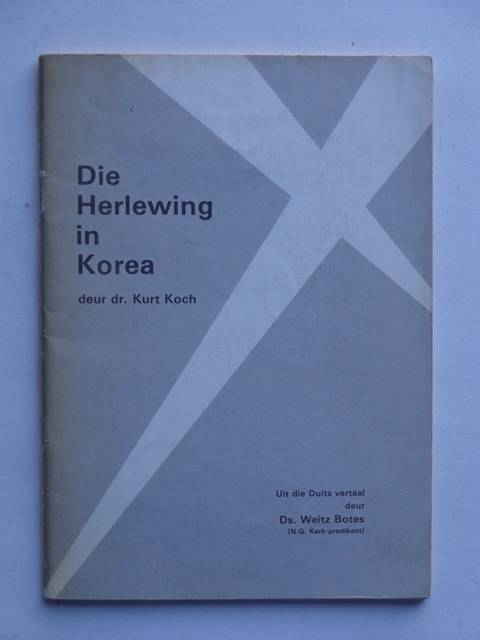 Die
Herlewing
in
Korea
deur dr. Kurt Koch
Uit die Duits vertaal
deur
Ds. Weitz Botes
(N.G. Kerk-predikant)